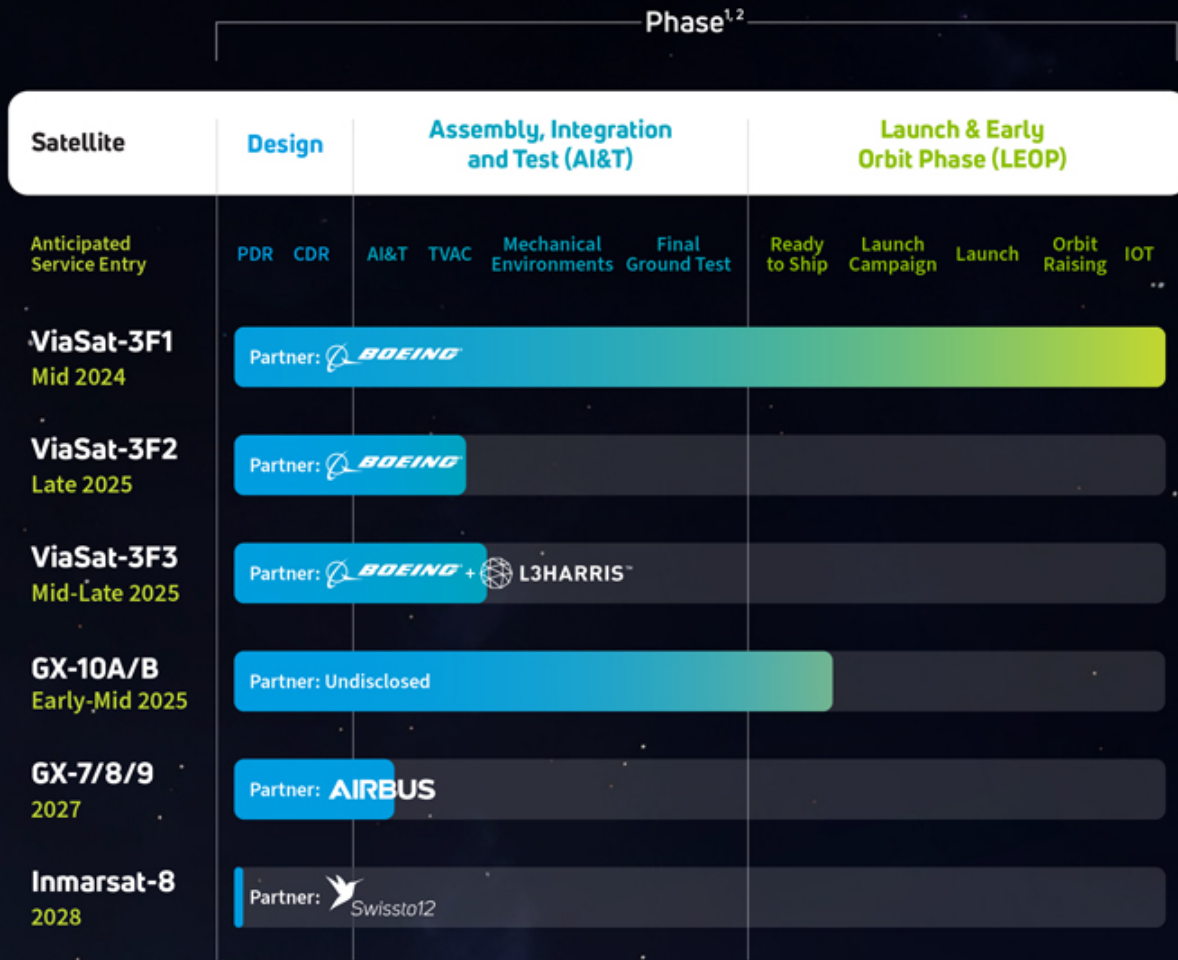 Phase1, 2
Satellite
Design
Assembly, Integration
and Test (AI&T)
Launch & Early
Orbit Phase (LEOP)
Anticipated
Service Entry
PDR
CDR
AI&T
TVAC
Mechanical
Environments
Final
Ground Test
Ready
to Ship
Launch
Campaign
Launch
Orbit
Raising
IOT
ViaSat-3F1
Mid 2024
Partner: BOEING
ViaSat-3F2
Late 2025
Partner: BOEING
ViaSat-3F3
Mid-Late 2025
Partner: BOEING + L3HARRIS™
GX-10A/B
Early-Mid 2025
Partner: Undisclosed
GX-7/8/9
2027
Partner: AIRBUS
Inmarsat-8
2028
Partner: Swissto12